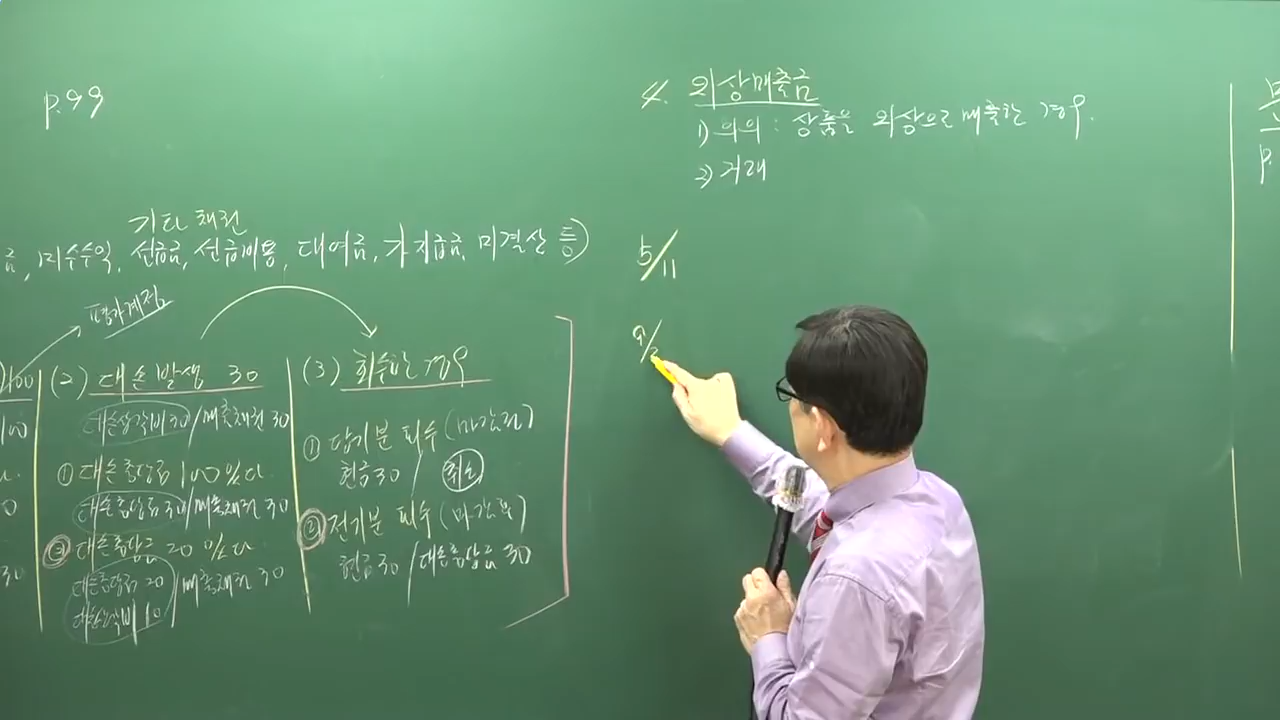 p.99
기타 채권
금, 미수수익, 선급금, 선급비용, 대여금, 가지급금, 미결산 등)
평가계정
100
100
30
(2) 대손발생 30
대손상각비 30 / 매출채권 30
① 대손충당금 100 있다
대손충당금 30 / 매출채권 30
② 대손충당금 20 있다
대손충당금 20 / 매출채권 30
대손상각비 10
(3) 회수한 경우
① 당기분 회수 (마감전)
현금 30 / 취소
② 전기분 회수 (마감후)
현금 30 / 대손충당금 30
4. 외상매출금
1) 의의 : 상품을 외상으로 매출한 경우.
2) 거래
5/11
p.